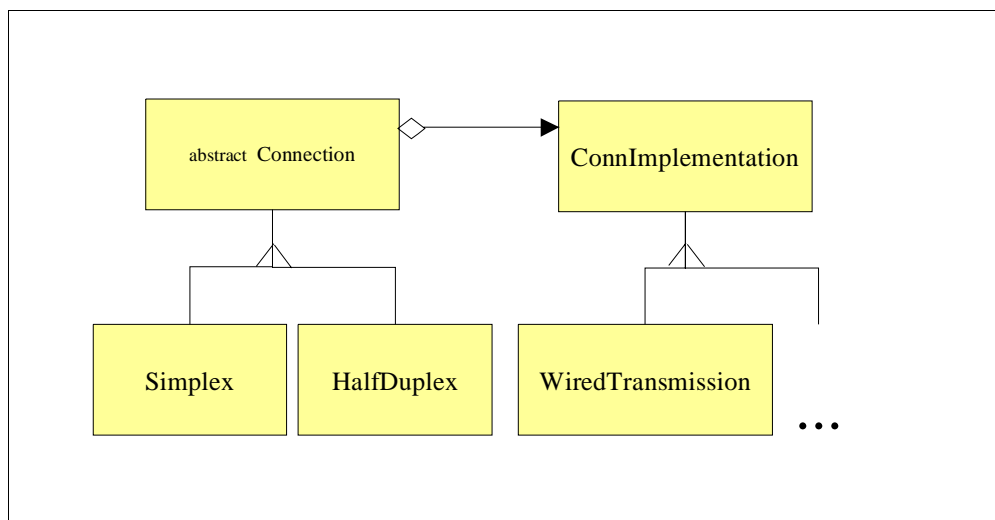 abstract Connection
ConnImplementation
Simplex
HalfDuplex
WiredTransmission
...